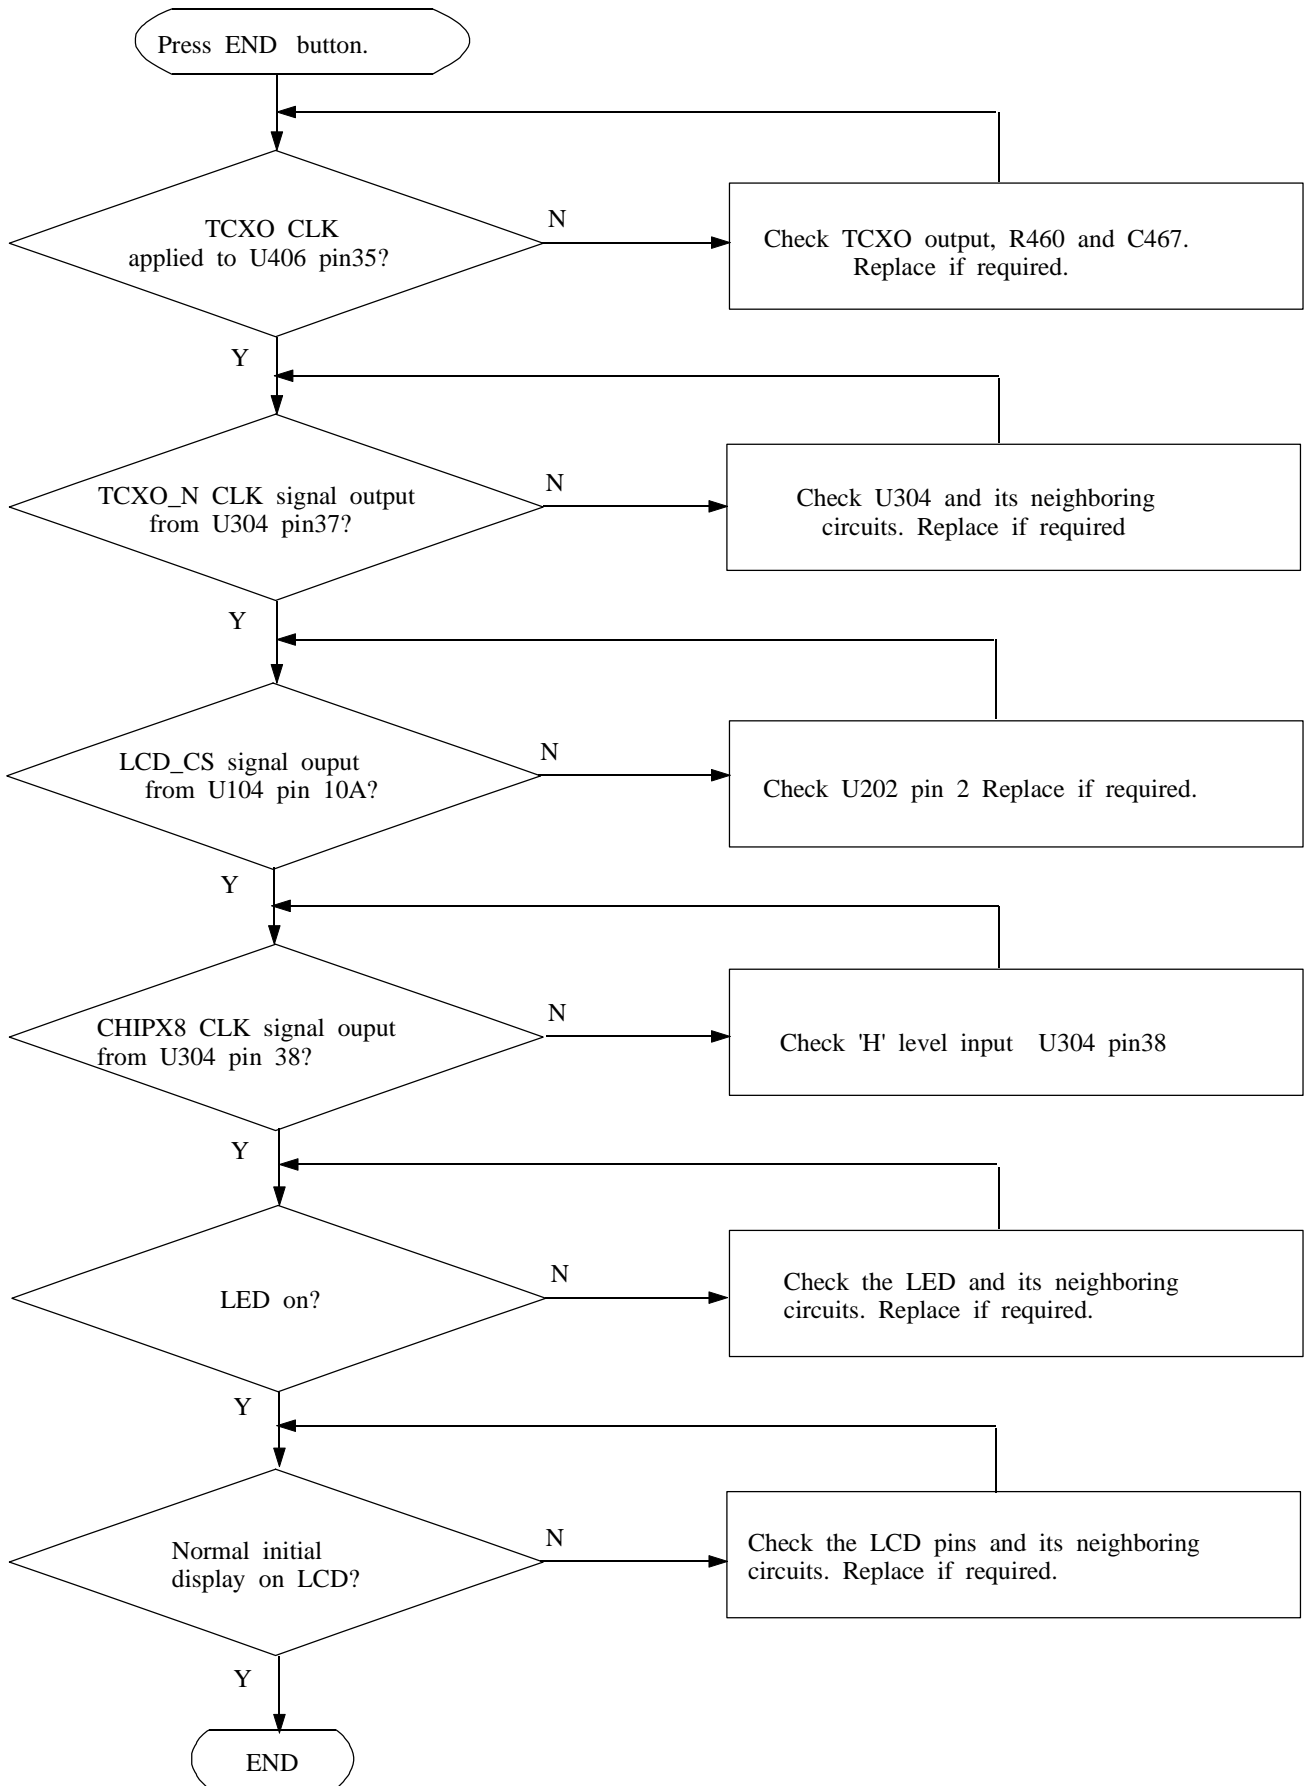 Press END button.
TCXO CLK
applied to U406 pin35?
N
Check TCXO output, R460 and C467.
Replace if required.
Y
TCXO_N CLK signal output
from U304 pin37?
N
Check U304 and its neighboring
circuits. Replace if required
Y
LCD_CS signal ouput
from U104 pin 10A?
N
Check U202 pin 2 Replace if required.
Y
CHIPX8 CLK signal ouput
from U304 pin 38?
N
Check 'H' level input U304 pin38
Y
LED on?
N
Check the LED and its neighboring
circuits. Replace if required.
Y
Normal initial
display on LCD?
N
Check the LCD pins and its neighboring
circuits. Replace if required.
Y
END